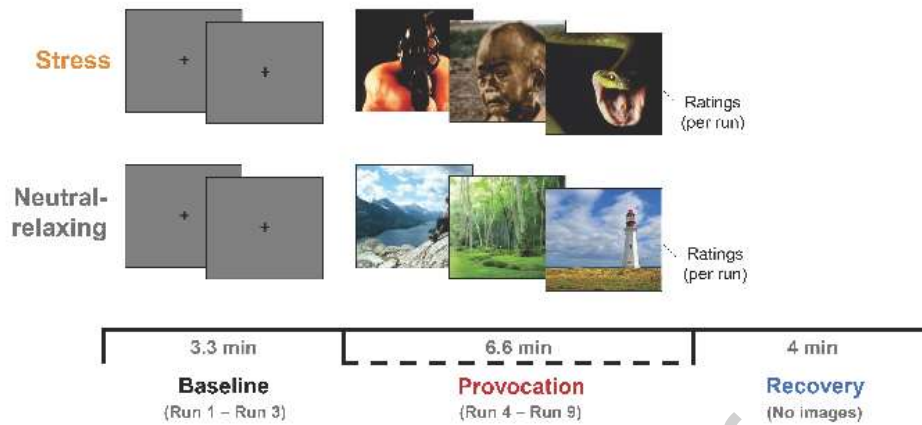 Stress
Ratings
(per run)
Neutral-
relaxing
Ratings
(per run)
3.3 min
6.6 min
4 min
Baseline
Provocation
Recovery
(Run 1 – Run 3)
(Run 4 – Run 9)
(No images)